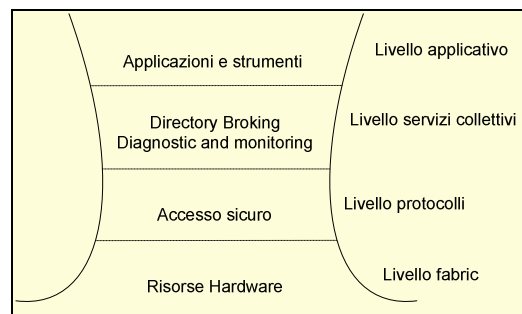 Applicazioni e strumenti
Livello applicativo
Directory Broking
Diagnostic and monitoring
Livello servizi collettivi
Accesso sicuro
Livello protocolli
Risorse Hardware
Livello fabric